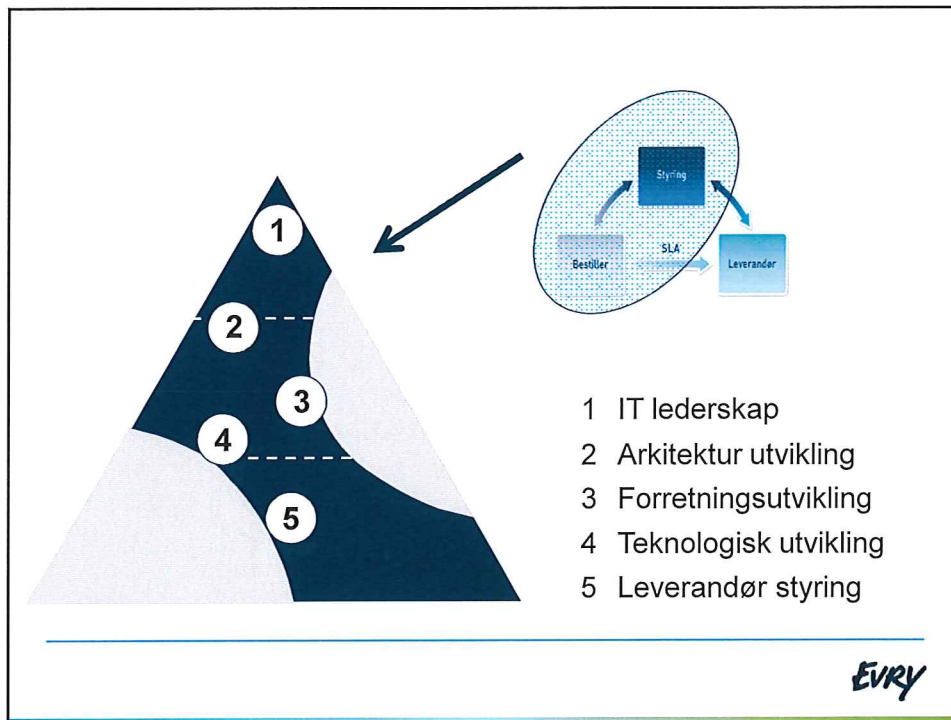 Styring
SLA
Bestiller
Leverandør
1
2
3
4
5
1 IT lederskap
2 Arkitektur utvikling
3 Forretningsutvikling
4 Teknologisk utvikling
5 Leverandør styring
EVRY